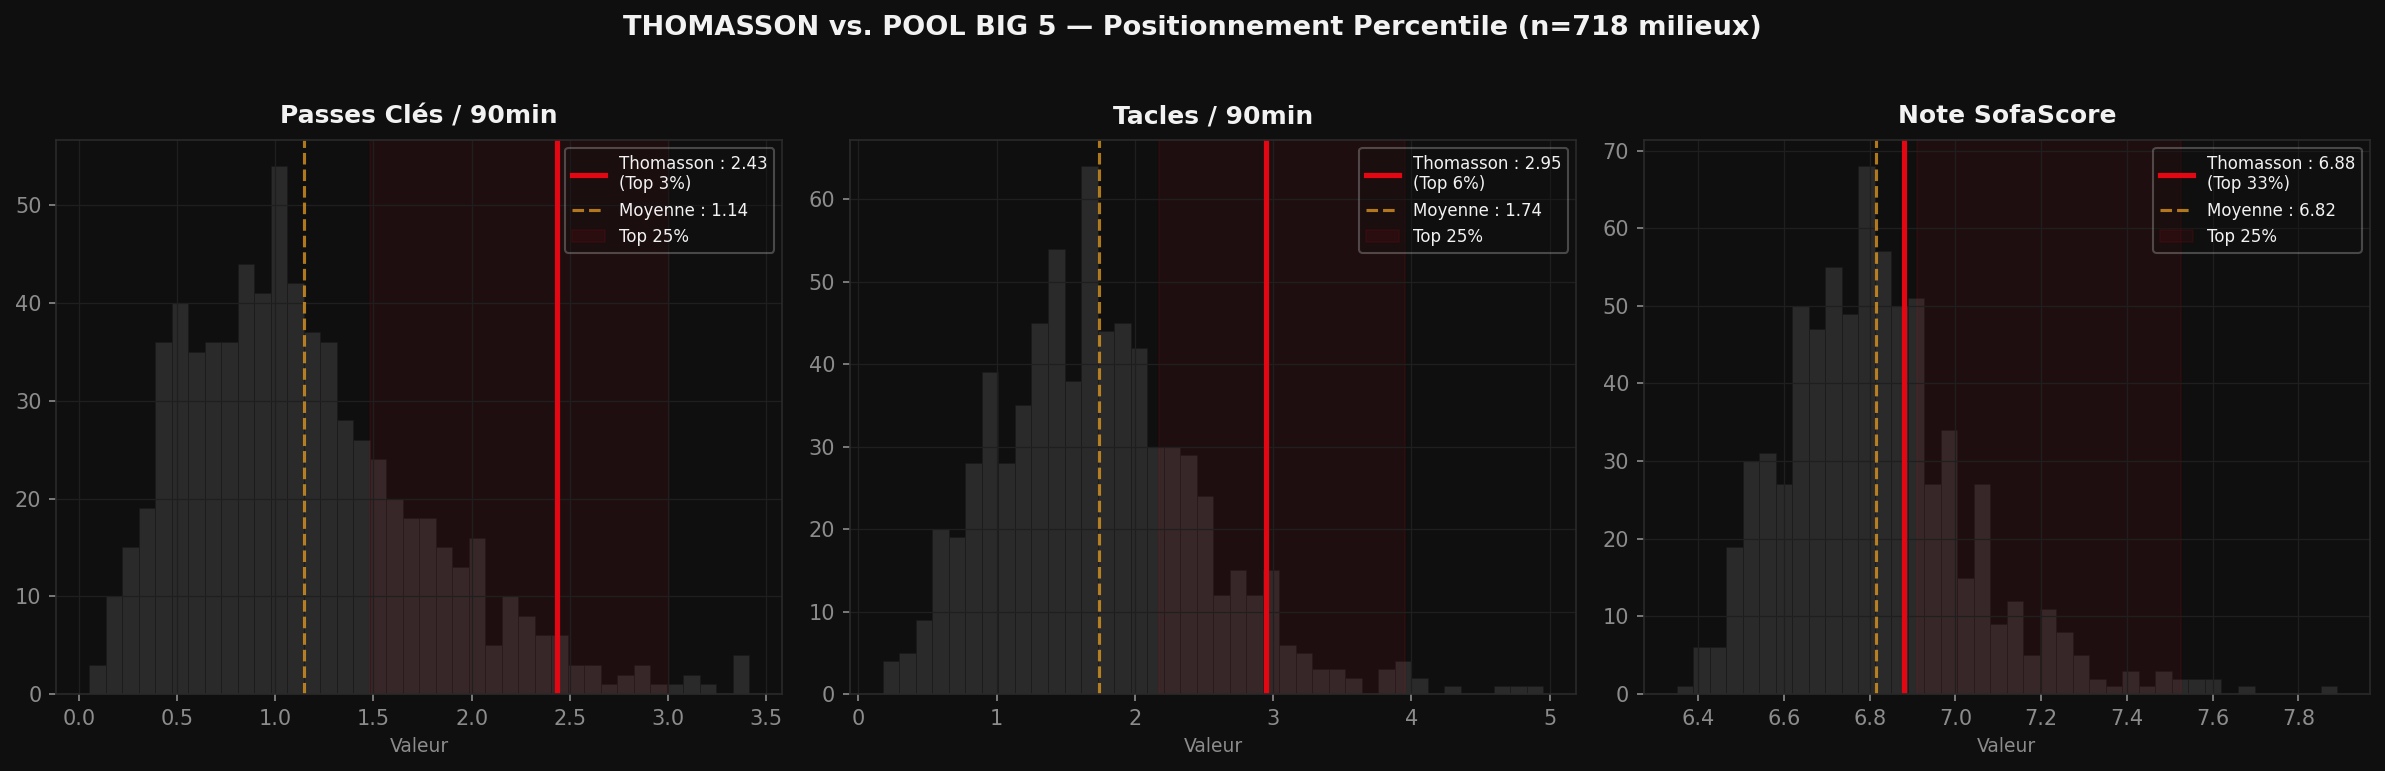 THOMASSON vs. POOL BIG 5 — Positionnement Percentile (n=718 milieux)
Passes Clés / 90min
Thomasson : 2.43
(Top 3%)
Moyenne : 1.14
Top 25%
50
40
30
20
10
0
0.0 0.5 1.0 1.5 2.0 2.5 3.0 3.5
Valeur
Tacles / 90min
Thomasson : 2.95
(Top 6%)
Moyenne : 1.74
Top 25%
60
50
40
30
20
10
0
0 1 2 3 4 5
Valeur
Note SofaScore
Thomasson : 6.88
(Top 33%)
Moyenne : 6.82
Top 25%
70
60
50
40
30
20
10
0
6.4 6.6 6.8 7.0 7.2 7.4 7.6 7.8
Valeur